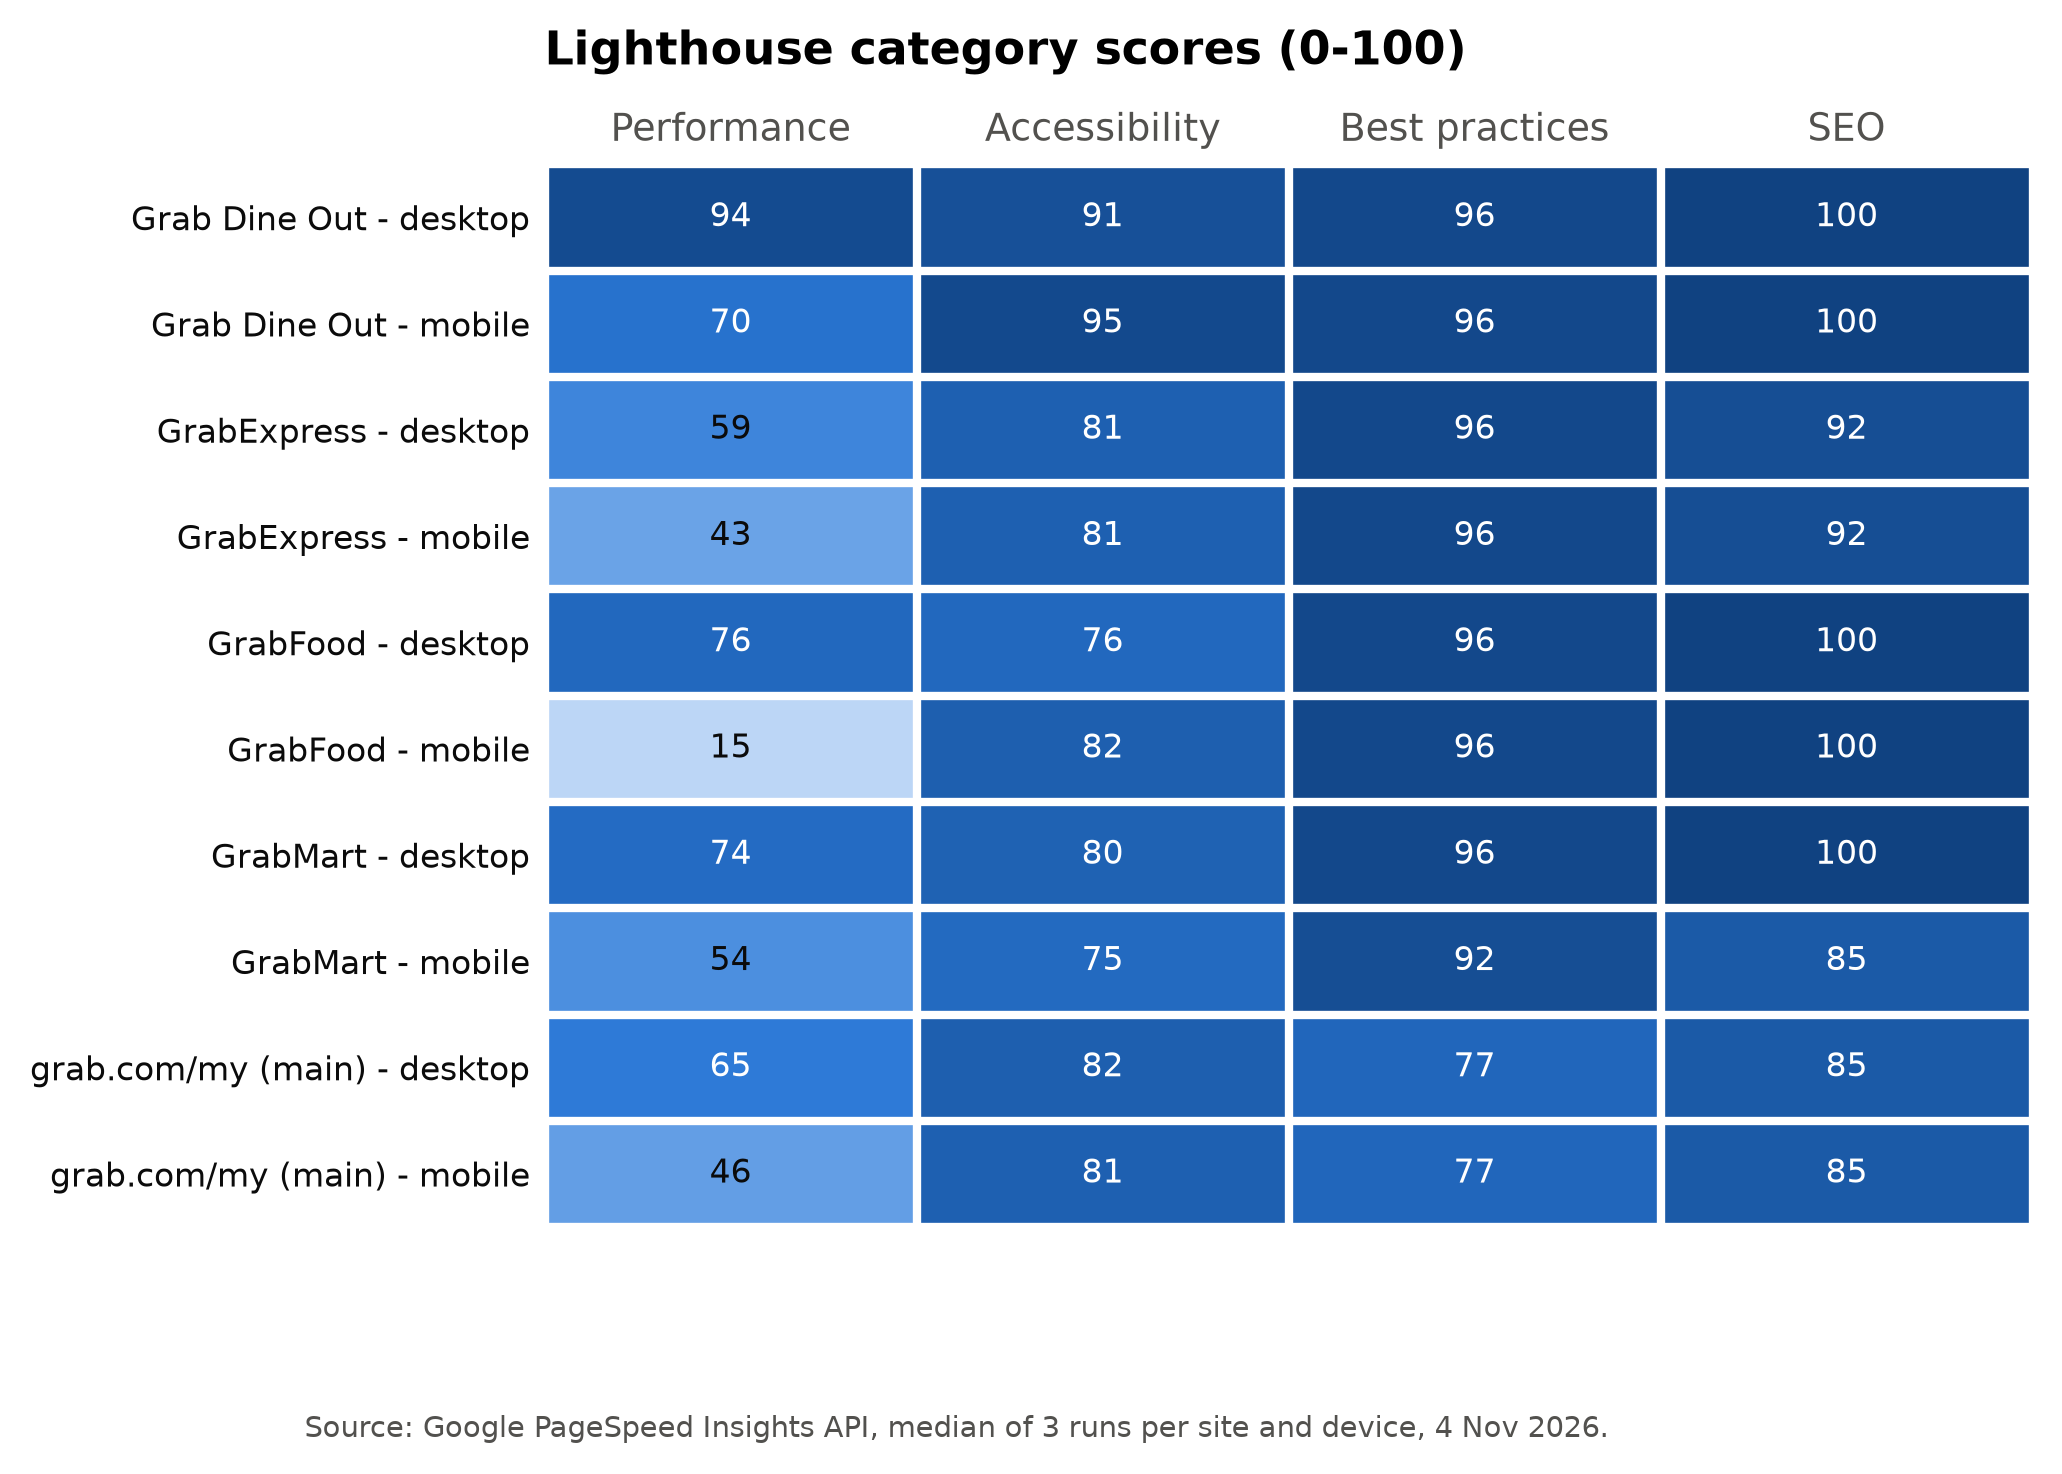 Lighthouse category scores (0-100)
Performance Accessibility Best practices SEO
Grab Dine Out - desktop 94 91 96 100
Grab Dine Out - mobile 70 95 96 100
GrabExpress - desktop 59 81 96 92
GrabExpress - mobile 43 81 96 92
GrabFood - desktop 76 76 96 100
GrabFood - mobile 15 82 96 100
GrabMart - desktop 74 80 96 100
GrabMart - mobile 54 75 92 85
grab.com/my (main) - desktop 65 82 77 85
grab.com/my (main) - mobile 46 81 77 85
Source: Google PageSpeed Insights API, median of 3 runs per site and device, 4 Nov 2026.